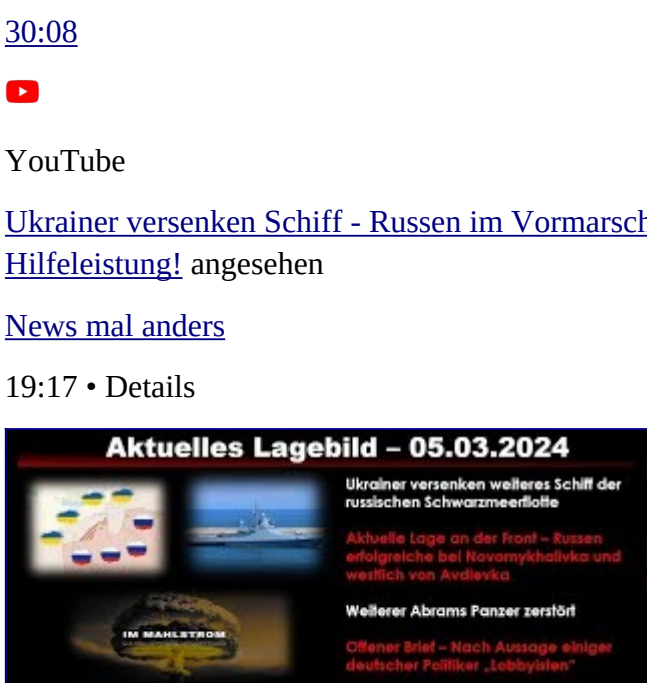 30:08
YouTube
Ukrainer versenken Schiff - Russen im Vormarsch
Hilfeleistung! angesehen
News mal anders
19:17 • Details
Aktuelles Lagebild – 05.03.2024
Ukrainer versenken weiteres Schiff der
russischen Schwarzmeerflotte
Aktuelle Lage an der Front – Russen
erfolgreiche bei Novomykhailivka und
westlich von Avdievka
Weiterer Abrams Panzer zerstört
IM MAHLSTROM
Offener Brief – Nach Aussage einiger
deutscher Politiker „Lobbyisten“